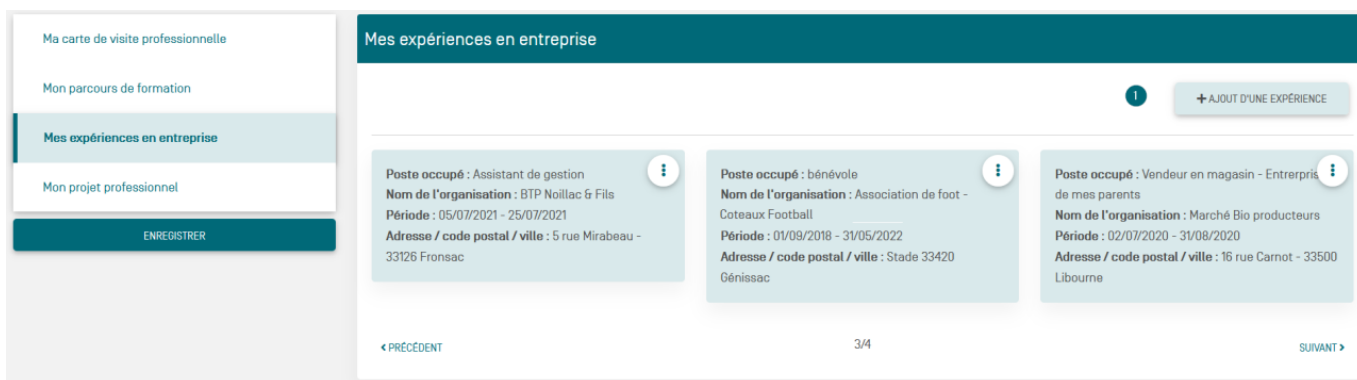 Ma carte de visite professionnelle
Mon parcours de formation
Mes expériences en entreprise
Mon projet professionnel
ENREGISTRER
Mes expériences en entreprise
1
+ AJOUT D'UNE EXPÉRIENCE
Poste occupé : Assistant de gestion
Nom de l'organisation : BTP Noillac & Fils
Période : 05/07/2021 - 25/07/2021
Adresse / code postal / ville : 5 rue Mirabeau -
33126 Fronsac
Poste occupé : bénévole
Nom de l'organisation : Association de foot -
Coteaux Football
Période : 01/09/2018 - 31/05/2022
Adresse / code postal / ville : Stade 33420
Génissac
Poste occupé : Vendeur en magasin - Entrerpris
de mes parents
Nom de l'organisation : Marché Bio producteurs
Période : 02/07/2020 - 31/08/2020
Adresse / code postal / ville : 16 rue Carnot - 33500
Libourne
< PRÉCÉDENT
3/4
SUIVANT >